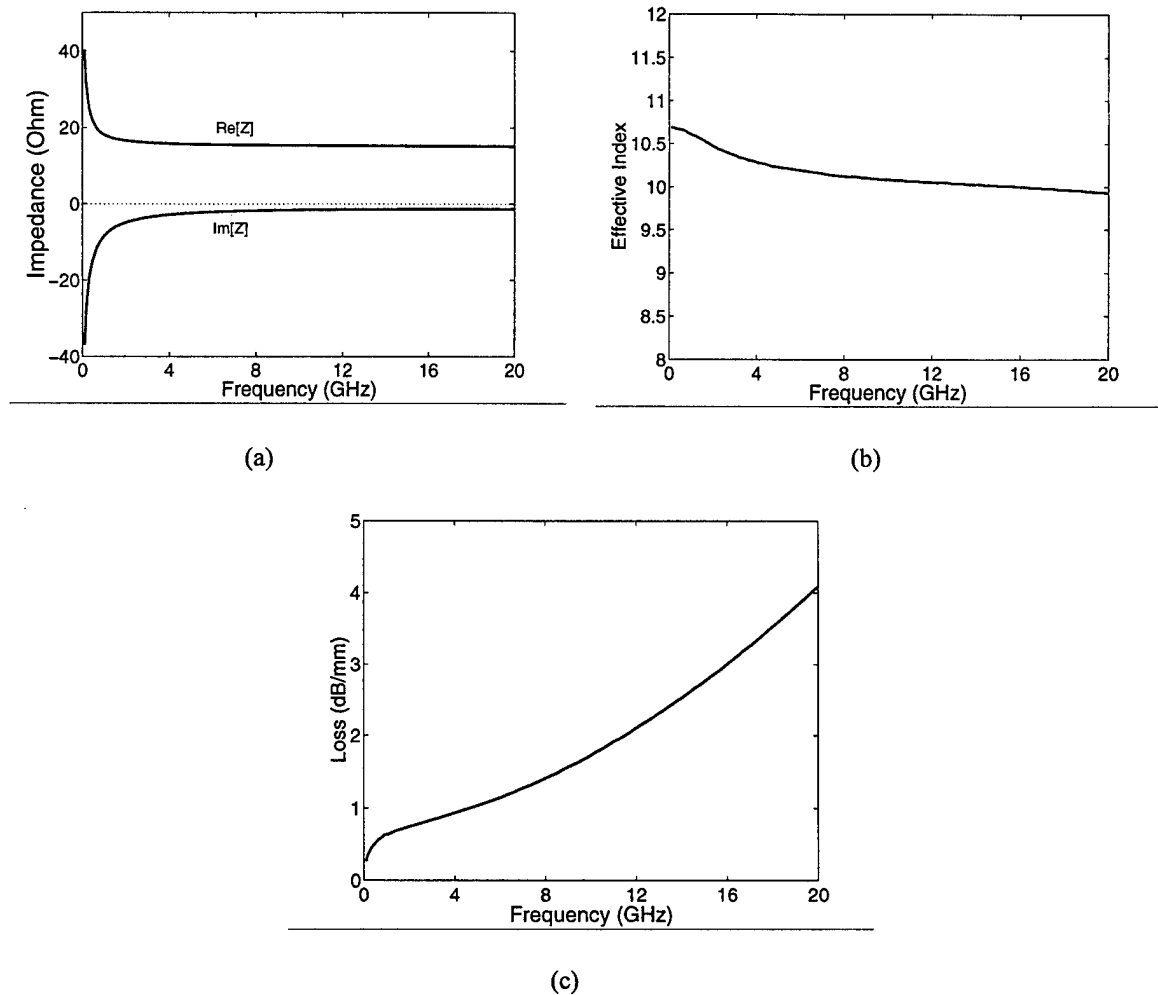 Impedance (Ohm)
40
20
0
−20
−40
Re[Z]
Im[Z]
0 4 8 12 16 20
Frequency (GHz)
(a)
Effective Index
12
11.5
11
10.5
10
9.5
9
8.5
8
0 4 8 12 16 20
Frequency (GHz)
(b)
Loss (dB/mm)
5
4
3
2
1
0
0 4 8 12 16 20
Frequency (GHz)
(c)